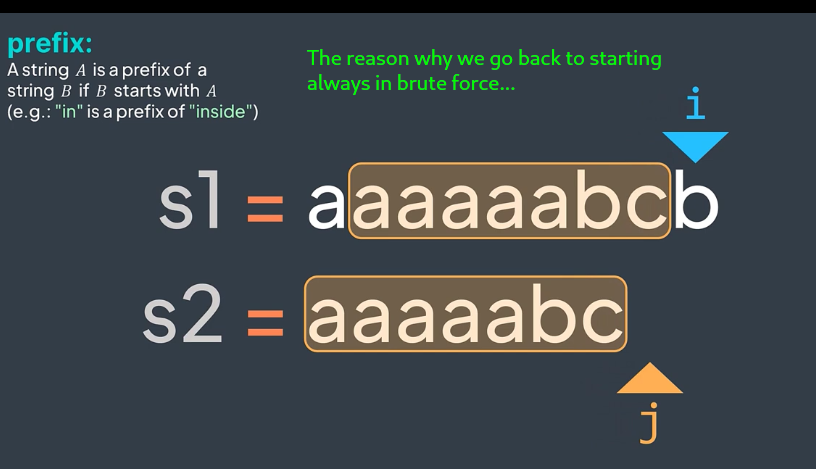 prefix:
A string A is a prefix of a
string B if B starts with A
(e.g.: "in" is a prefix of "inside")
The reason why we go back to starting
always in brute force...
i
s1 = aaaaaabcb
s2 = aaaaabc
j